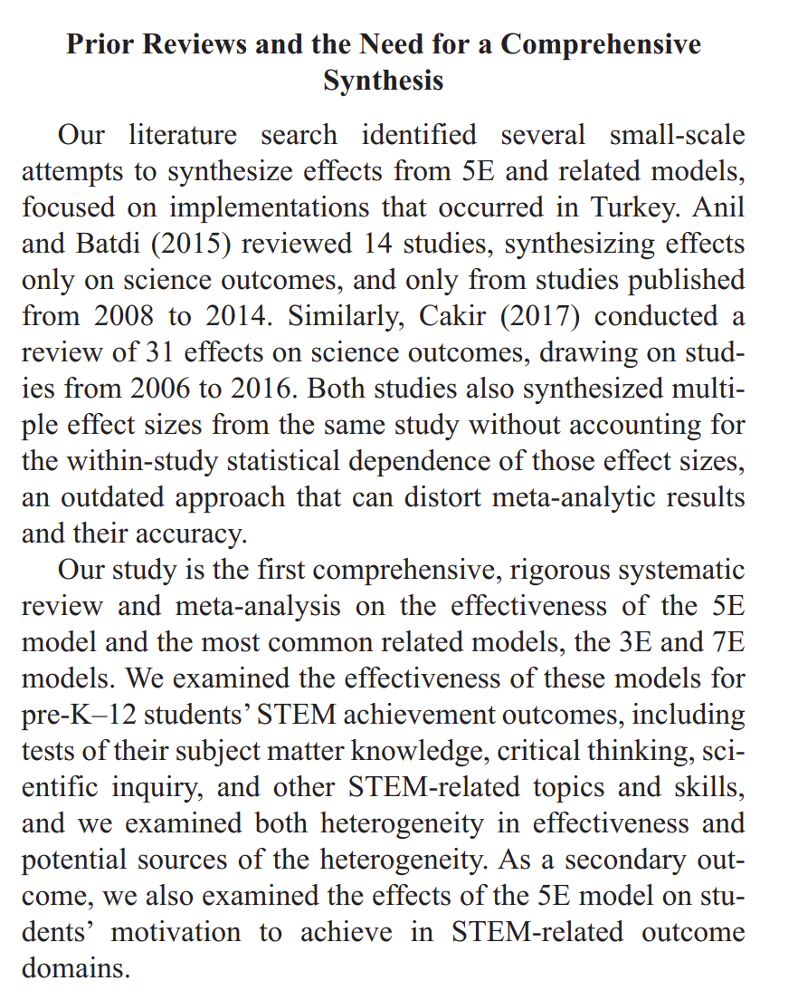 Prior Reviews and the Need for a Comprehensive
Synthesis
Our literature search identified several small-scale
attempts to synthesize effects from 5E and related models,
focused on implementations that occurred in Turkey. Anil
and Batdi (2015) reviewed 14 studies, synthesizing effects
only on science outcomes, and only from studies published
from 2008 to 2014. Similarly, Cakir (2017) conducted a
review of 31 effects on science outcomes, drawing on stud-
ies from 2006 to 2016. Both studies also synthesized multi-
ple effect sizes from the same study without accounting for
the within-study statistical dependence of those effect sizes,
an outdated approach that can distort meta-analytic results
and their accuracy.
Our study is the first comprehensive, rigorous systematic
review and meta-analysis on the effectiveness of the 5E
model and the most common related models, the 3E and 7E
models. We examined the effectiveness of these models for
pre-K–12 students’ STEM achievement outcomes, including
tests of their subject matter knowledge, critical thinking, sci-
entific inquiry, and other STEM-related topics and skills,
and we examined both heterogeneity in effectiveness and
potential sources of the heterogeneity. As a secondary out-
come, we also examined the effects of the 5E model on stu-
dents’ motivation to achieve in STEM-related outcome
domains.